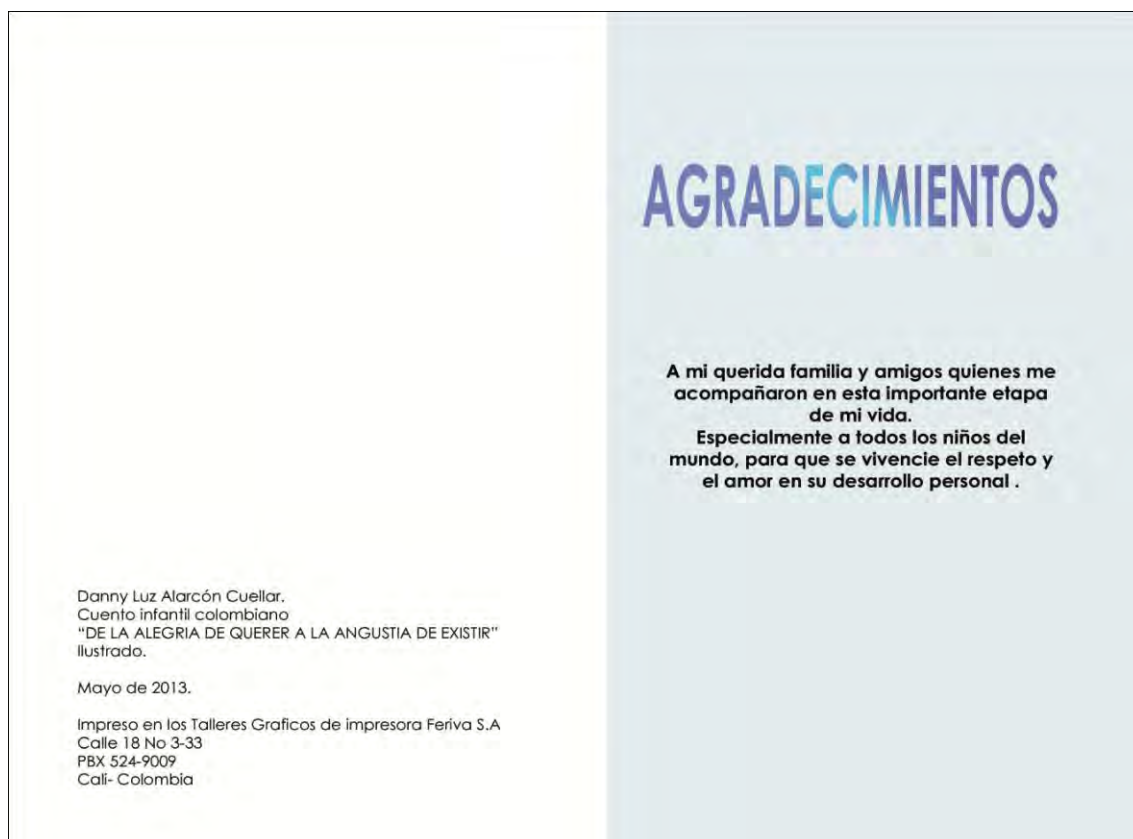 Danny Luz Alarcón Cuellar.
Cuento infantil colombiano
“DE LA ALEGRIA DE QUERER A LA ANGUSTIA DE EXISTIR”
Ilustrado.
Mayo de 2013.
Impreso en los Talleres Graficos de impresora Feriva S.A
Calle 18 No 3-33
PBX 524-9009
Cali- Colombia
AGRADECIMIENTOS
A mi querida familia y amigos quienes me
acompañaron en esta importante etapa
de mi vida.
Especialmente a todos los niños del
mundo, para que se vivencie el respeto y
el amor en su desarrollo personal .